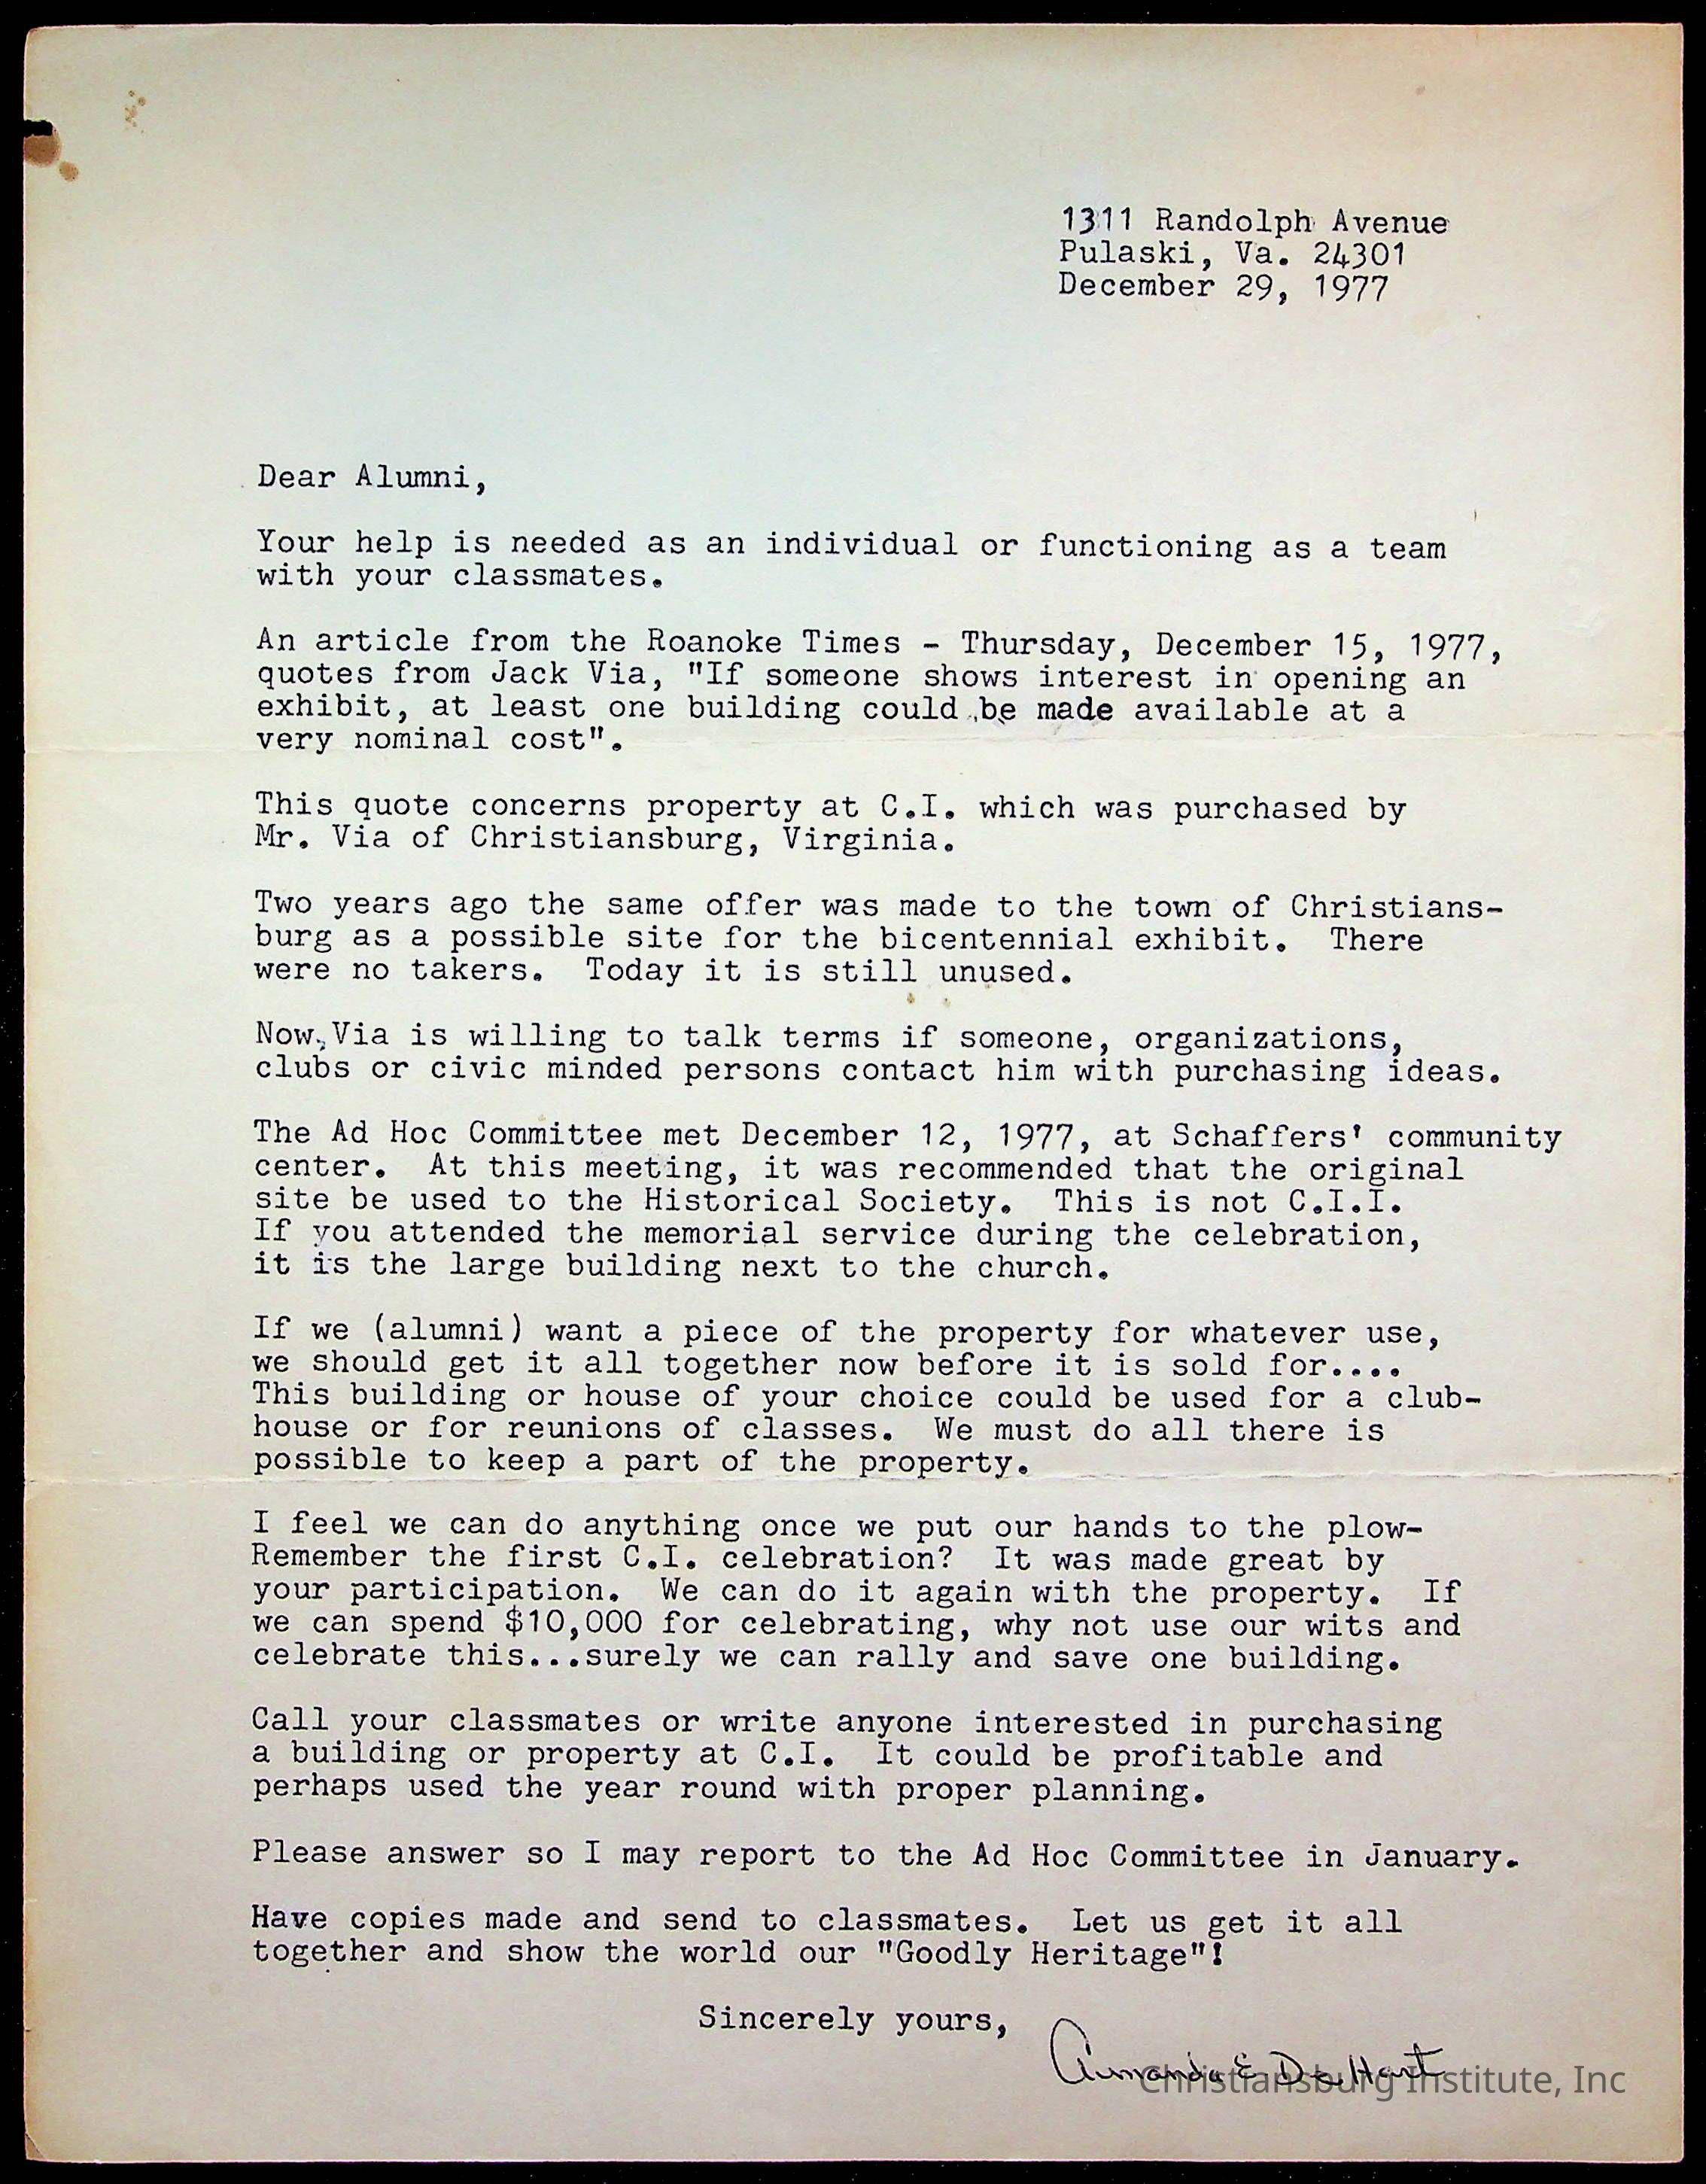 1311 Randolph Avenue
Pulaski, Va. 24301
December 29, 1977
Dear Alumni,
Your help is needed as an individual or functioning as a team
with your classmates.
An article from the Roanoke Times - Thursday, December 15, 1977,
quotes from Jack Via, "If someone shows interest in opening an
exhibit, at least one building could be made available at a
very nominal cost".
This quote concerns property at C.I. which was purchased by
Mr. Via of Christiansburg, Virginia.
Two years ago the same offer was made to the town of Christians-
burg as a possible site for the bicentennial exhibit.  There
were no takers.  Today it is still unused.
Now, Via is willing to talk terms if someone, organizations,
clubs or civic minded persons contact him with purchasing ideas.
The Ad Hoc Committee met December 12, 1977, at Schaffers' community
center.  At this meeting, it was recommended that the original
site be used to the Historical Society.  This is not C.I.I.
If you attended the memorial service during the celebration,
it is the large building next to the church.
If we (alumni) want a piece of the property for whatever use,
we should get it all together now before it is sold for....
This building or house of your choice could be used for a club-
house or for reunions of classes.  We must do all there is
possible to keep a part of the property.
I feel we can do anything once we put our hands to the plow-
Remember the first C.I. celebration?  It was made great by
your participation.  We can do it again with the property.  If
we can spend $10,000 for celebrating, why not use our wits and
celebrate this...surely we can rally and save one building.
Call your classmates or write anyone interested in purchasing
a building or property at C.I.  It could be profitable and
perhaps used the year round with proper planning.
Please answer so I may report to the Ad Hoc Committee in January.
Have copies made and send to classmates.  Let us get it all
together and show the world our "Goodly Heritage"!
Sincerely yours,
Amanda E DeHart
Christiansburg Institute, Inc